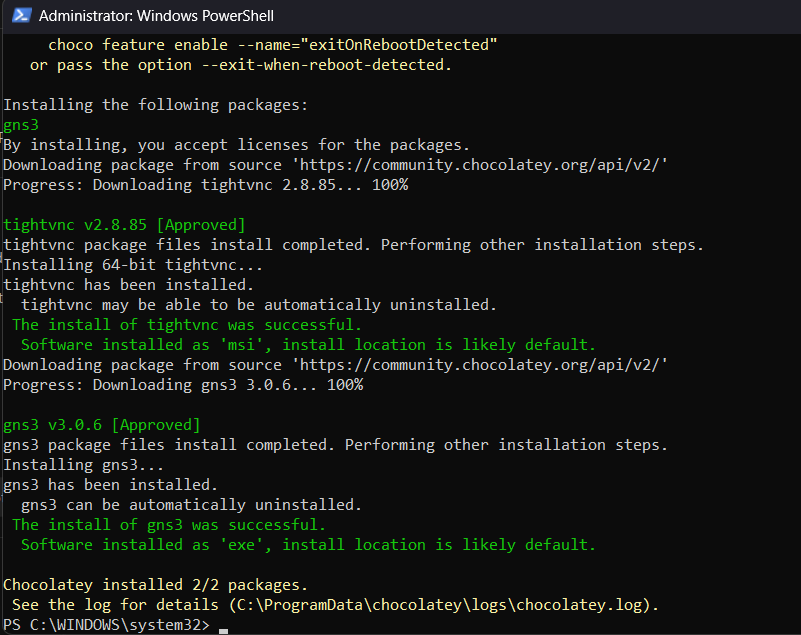 Administrator: Windows PowerShell
choco feature enable --name="exitOnRebootDetected"
or pass the option --exit-when-reboot-detected.
Installing the following packages:
gns3
By installing, you accept licenses for the packages.
Downloading package from source 'https://community.chocolatey.org/api/v2/'
Progress: Downloading tightvnc 2.8.85... 100%
tightvnc v2.8.85 [Approved]
tightvnc package files install completed. Performing other installation steps.
Installing 64-bit tightvnc...
tightvnc has been installed.
tightvnc may be able to be automatically uninstalled.
The install of tightvnc was successful.
Software installed as 'msi', install location is likely default.
Downloading package from source 'https://community.chocolatey.org/api/v2/'
Progress: Downloading gns3 3.0.6... 100%
gns3 v3.0.6 [Approved]
gns3 package files install completed. Performing other installation steps.
Installing gns3...
gns3 has been installed.
gns3 can be automatically uninstalled.
The install of gns3 was successful.
Software installed as 'exe', install location is likely default.
Chocolatey installed 2/2 packages.
See the log for details (C:\ProgramData\chocolatey\logs\chocolatey.log).
PS C:\WINDOWS\system32>